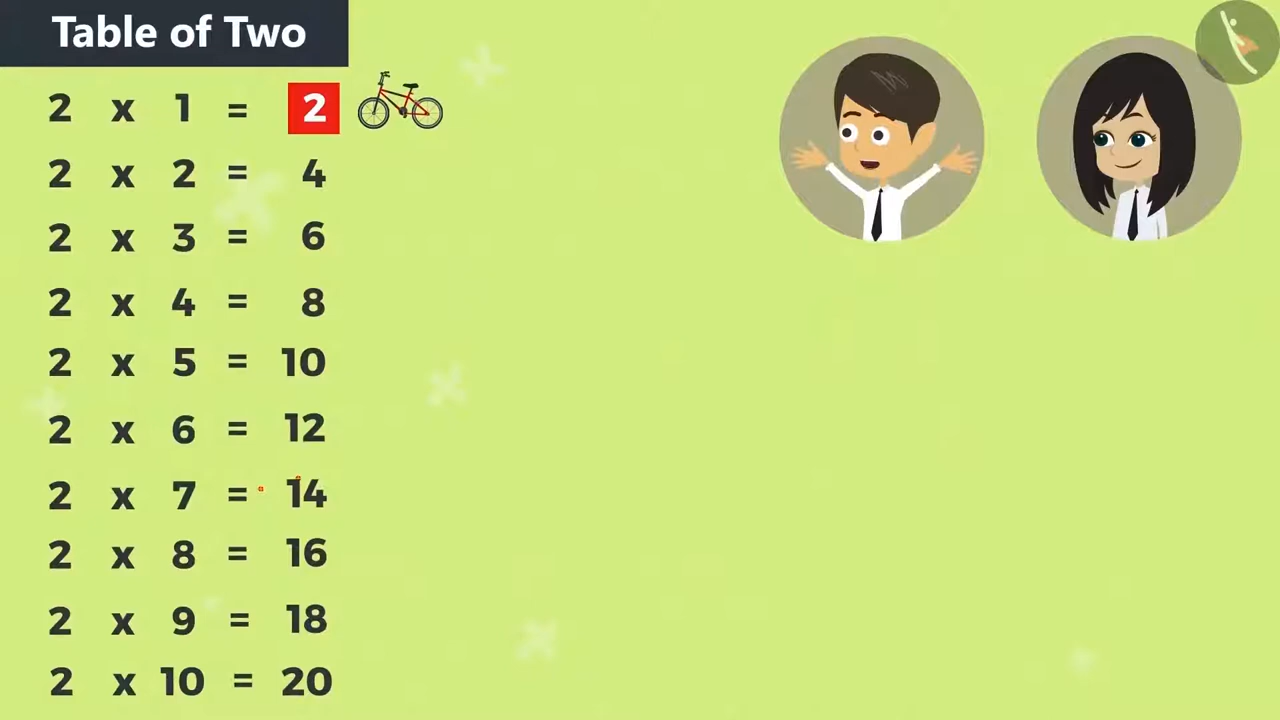 Table of Two
2 x 1 = 2
2 x 2 = 4
2 x 3 = 6
2 x 4 = 8
2 x 5 = 10
2 x 6 = 12
2 x 7 = 14
2 x 8 = 16
2 x 9 = 18
2 x 10 = 20